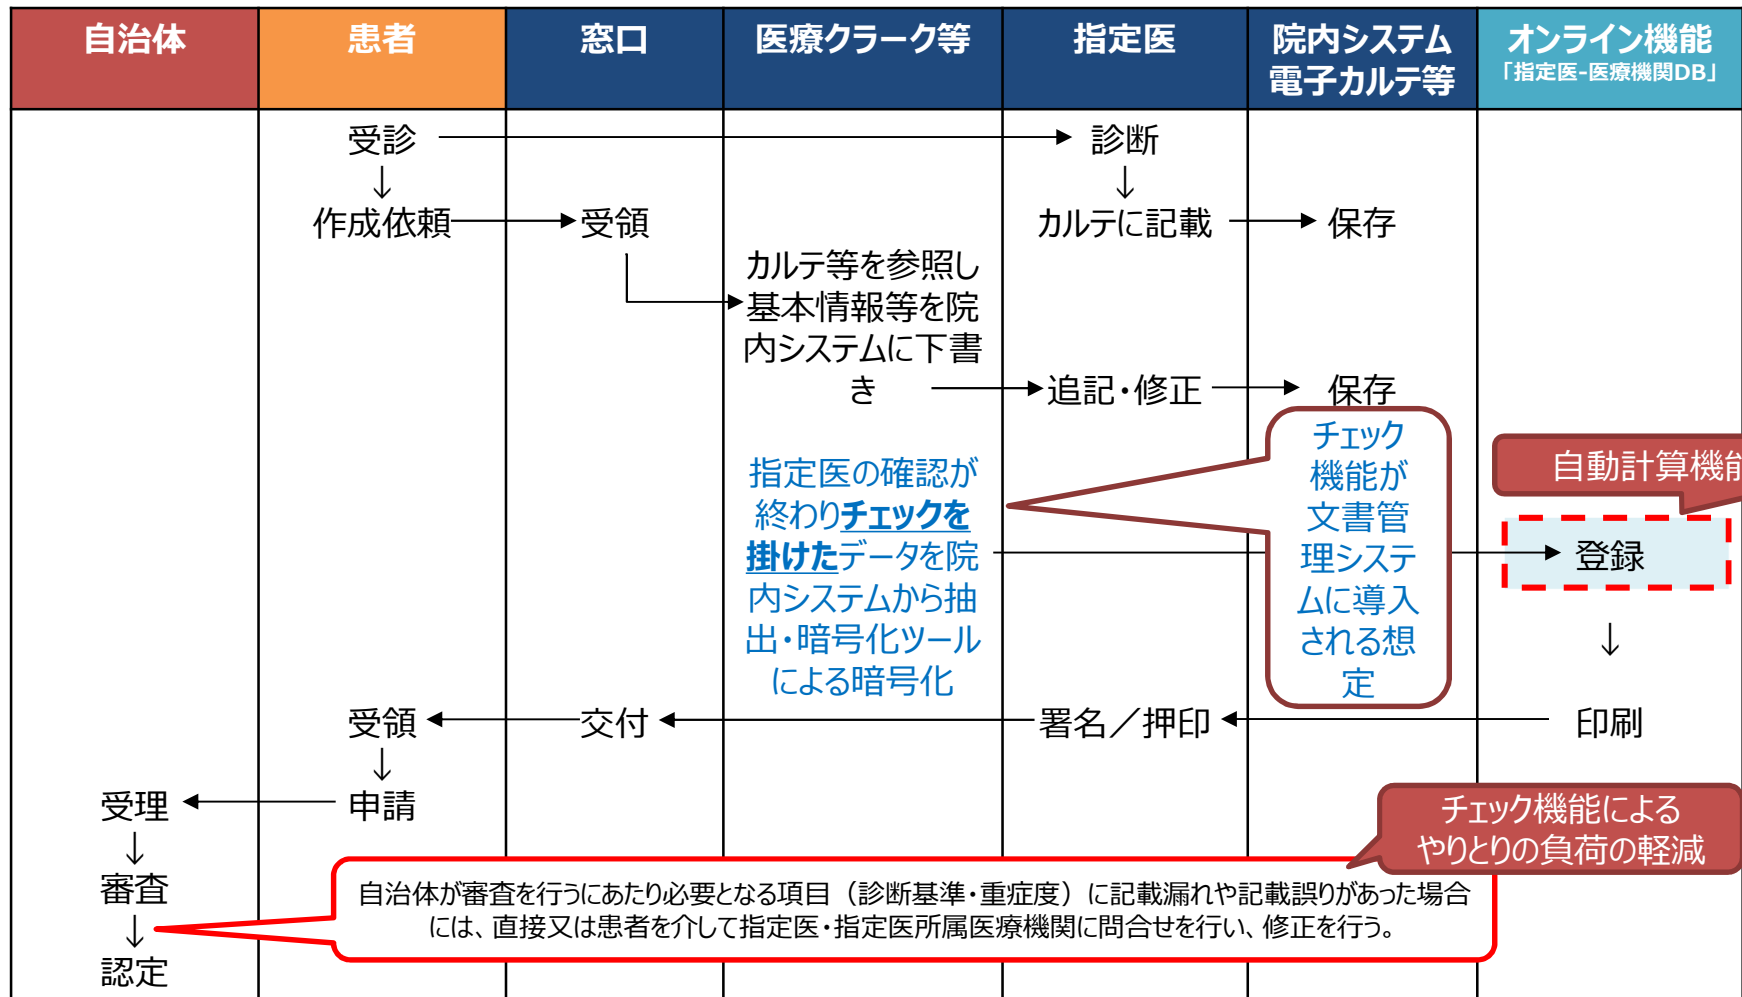 自治体
患者
窓口
医療クラーク等
指定医
院内システム
電子カルテ等
オンライン機能
「指定医-医療機関DB」
受診
診断
↓
↓
作成依頼
受領
カルテに記載
保存
カルテ等を参照し
基本情報等を院
内システムに下書
き
追記・修正
保存
チェック
機能が
文書管
理システ
ムに導入
される想
定
自動計算機能
指定医の確認が
終わりチェックを
掛けたデータを院
内システムから抽
出・暗号化ツール
による暗号化
登録
↓
受領
交付
署名／押印
印刷
↓
受理
申請
チェック機能による
やりとりの負荷の軽減
↓
審査
自治体が審査を行うにあたり必要となる項目（診断基準・重症度）に記載漏れや記載誤りがあった場合
には、直接又は患者を介して指定医・指定医所属医療機関に問合せを行い、修正を行う。
↓
認定